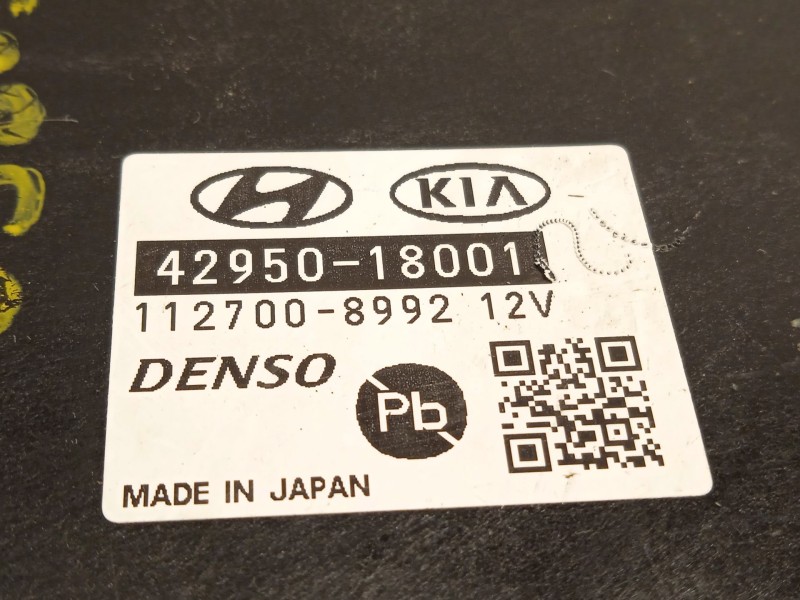 H KIA
42950-18001
112700-8992 12V
DENSO
Pb
MADE IN JAPAN